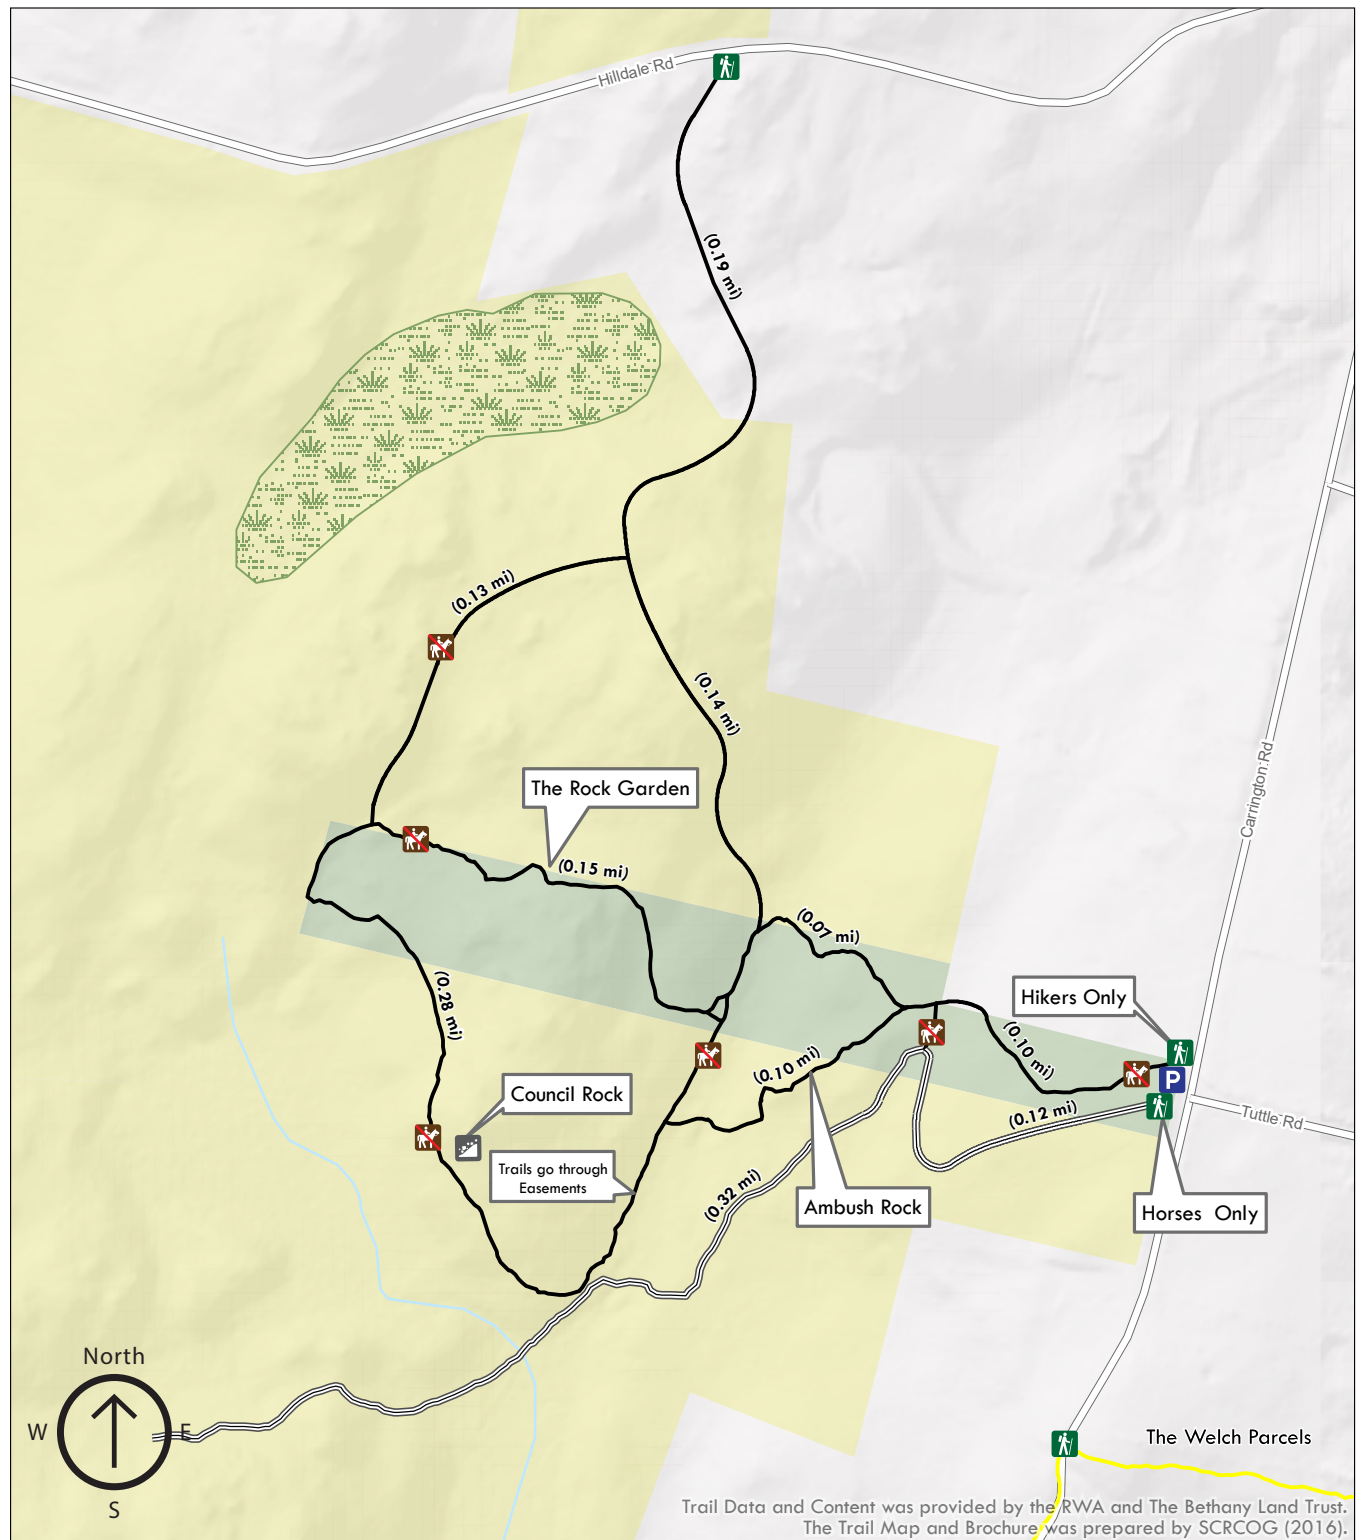 Hilldale Rd
(0.19 mi)
(0.13 mi)
(0.14 mi)
The Rock Garden
(0.15 mi)
Carrington Rd
(0.07 mi)
(0.28 mi)
Hikers Only
(0.10 mi)
(0.10 mi)
P
Council Rock
(0.12 mi)
Tuttle Rd
Trails go through
Easements
(0.32 mi)
Ambush Rock
Horses Only
North
W
E
S
The Welch Parcels
Trail Data and Content was provided by the RWA and The Bethany Land Trust.
The Trail Map and Brochure was prepared by SCRCOG (2016).